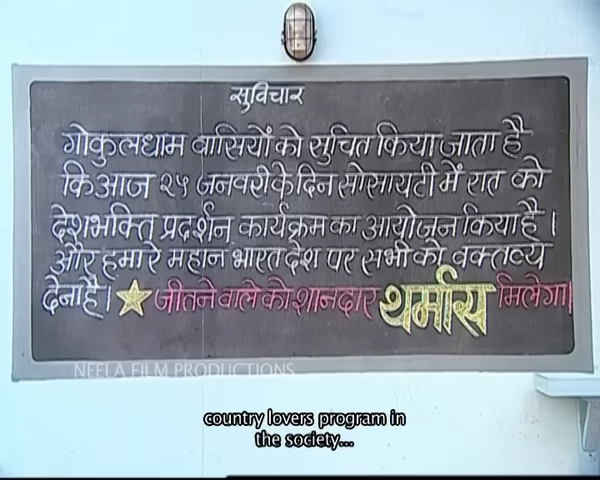 सुविचार
गोकुलधाम वासियों को सुचित किया जाता है
कि आज २५ जनवरी के दिन सोसायटी में रात को
देशभक्ति प्रदर्शन कार्यक्रम का आयोजन किया है ।
और हमारे महान भारत देश पर सभी को वक्तव्य
देना है । जीतने वाले को शानदार थर्मास मिलेगा।
NEELA FILM PRODUCTIONS
country lovers program in
the society...